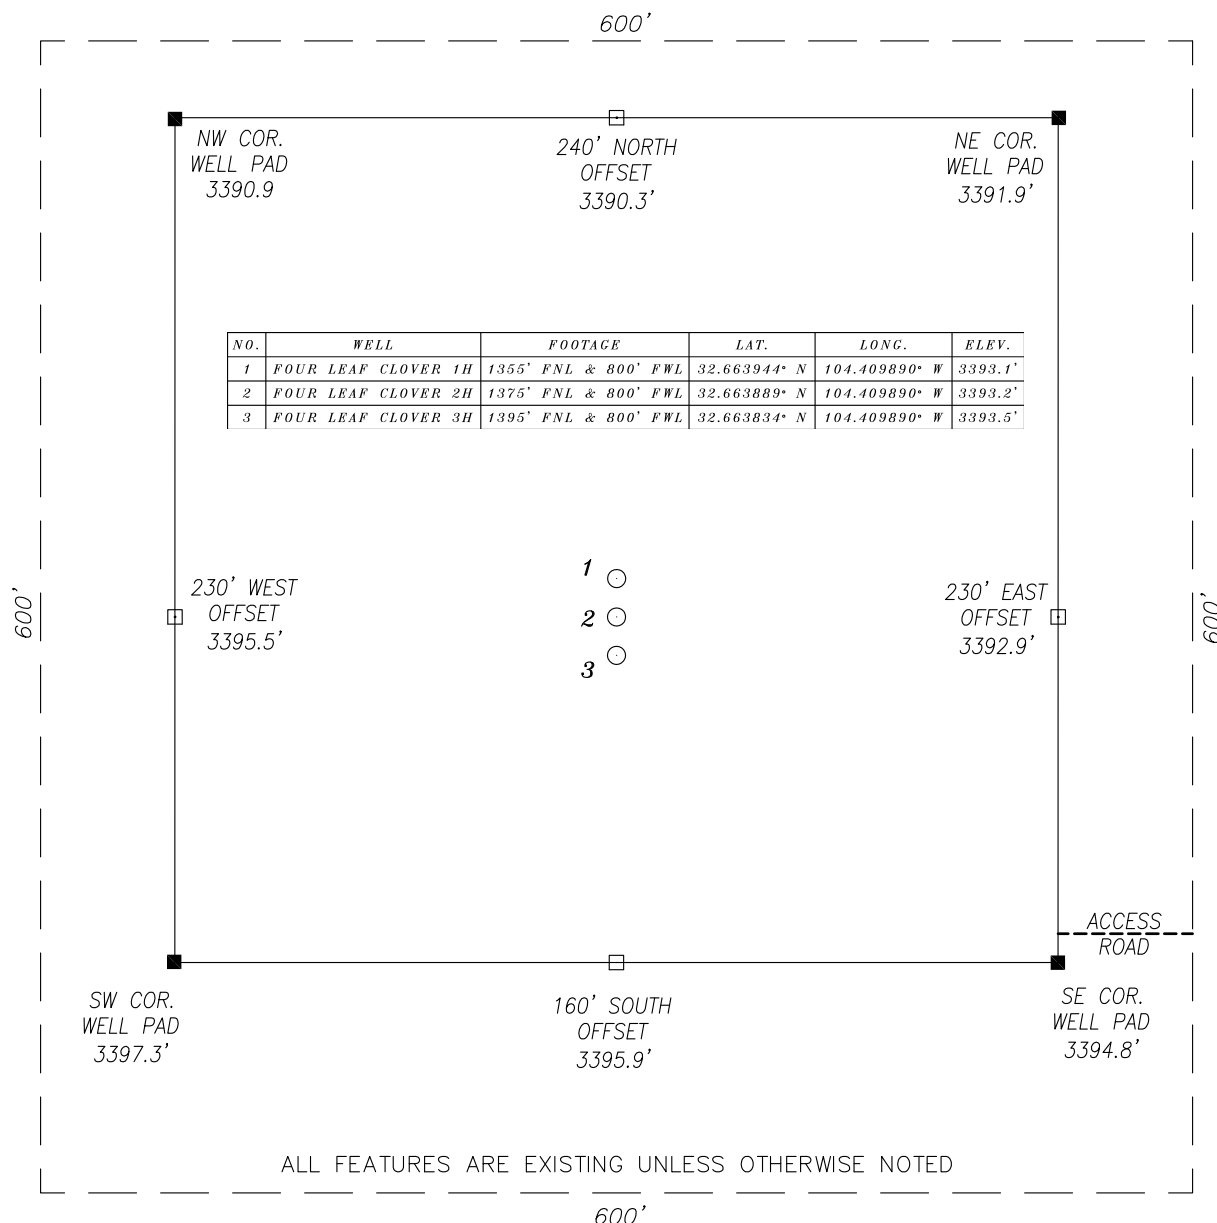 600'
NW COR.
WELL PAD
3390.9
240' NORTH
OFFSET
3390.3'
NE COR.
WELL PAD
3391.9'
NO. WELL FOOTAGE LAT. LONG. ELEV.
1 FOUR LEAF CLOVER 1H 1355' FNL & 800' FWL 32.663944° N 104.409890° W 3393.1'
2 FOUR LEAF CLOVER 2H 1375' FNL & 800' FWL 32.663889° N 104.409890° W 3393.2'
3 FOUR LEAF CLOVER 3H 1395' FNL & 800' FWL 32.663834° N 104.409890° W 3393.5'
600'
230' WEST
OFFSET
3395.5'
1
2
3
230' EAST
OFFSET
3392.9'
600'
ACCESS
ROAD
SW COR.
WELL PAD
3397.3'
160' SOUTH
OFFSET
3395.9'
SE COR.
WELL PAD
3394.8'
ALL FEATURES ARE EXISTING UNLESS OTHERWISE NOTED
600'